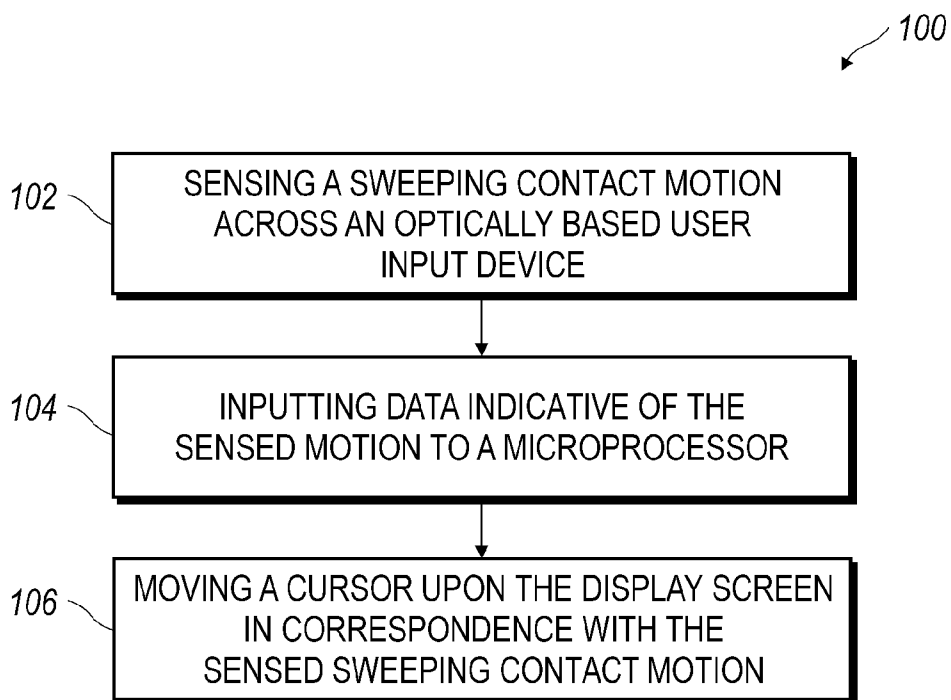 100
102
SENSING A SWEEPING CONTACT MOTION
ACROSS AN OPTICALLY BASED USER
INPUT DEVICE
104
INPUTTING DATA INDICATIVE OF THE
SENSED MOTION TO A MICROPROCESSOR
106
MOVING A CURSOR UPON THE DISPLAY SCREEN
IN CORRESPONDENCE WITH THE
SENSED SWEEPING CONTACT MOTION